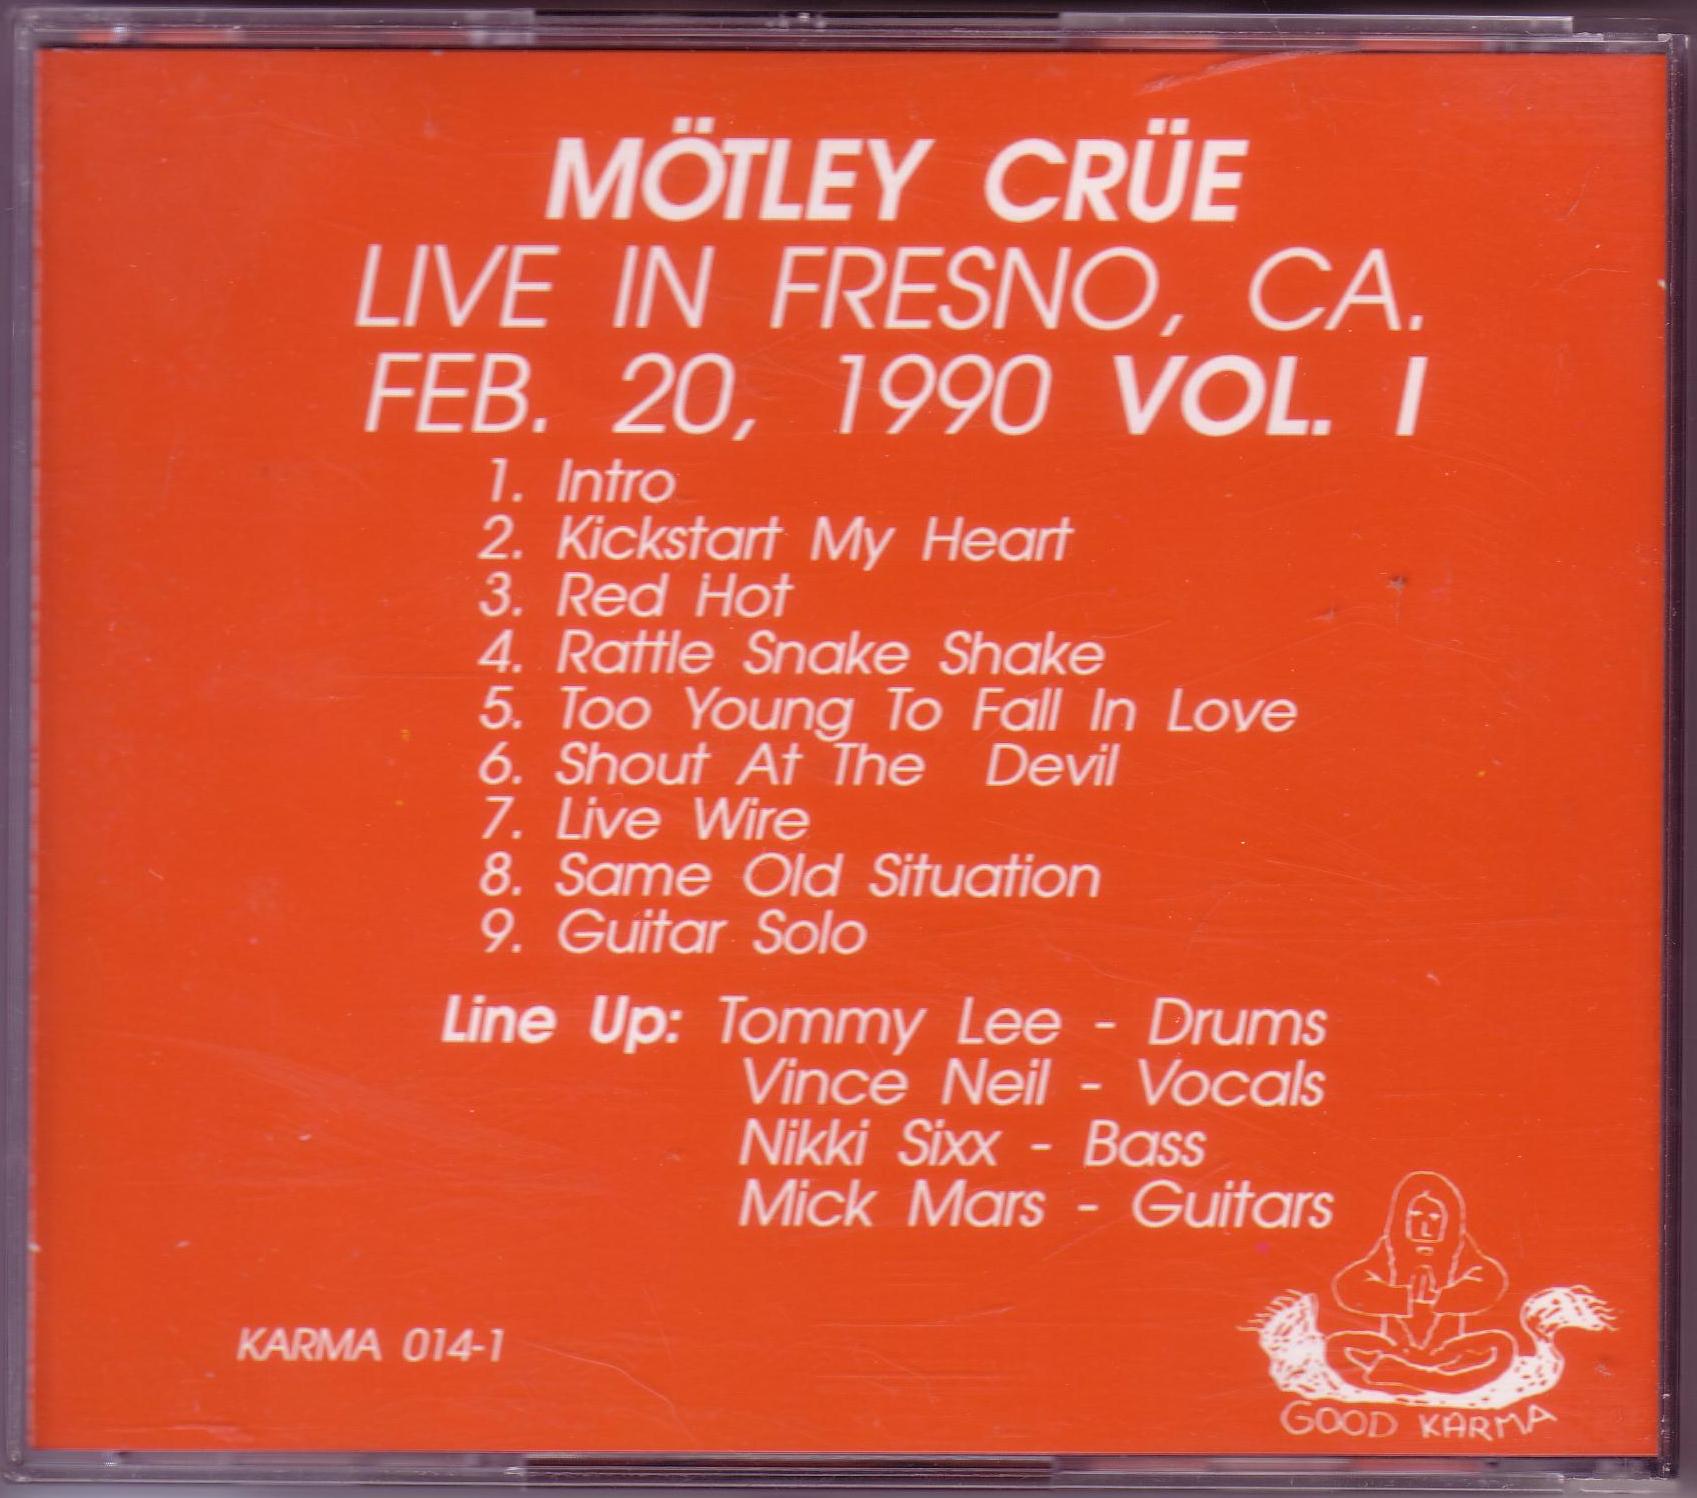 MÖTLEY CRÜE
LIVE IN FRESNO, CA.
FEB. 20, 1990 VOL. I
1. Intro
2. Kickstart My Heart
3. Red Hot
4. Rattle Snake Shake
5. Too Young To Fall In Love
6. Shout At The Devil
7. Live Wire
8. Same Old Situation
9. Guitar Solo
Line Up: Tommy Lee - Drums
Vince Neil - Vocals
Nikki Sixx - Bass
Mick Mars - Guitars
KARMA 014-1
GOOD KARMA